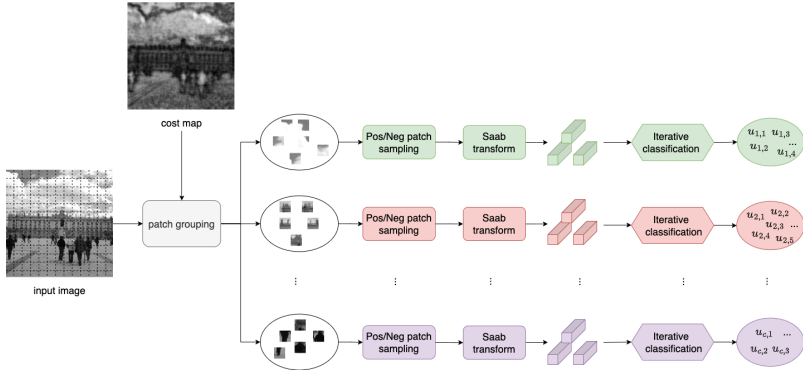 cost map
input image
patch grouping
Pos/Neg patch
sampling
Saab
transform
Iterative
classification
u1,1 u1,3
u1,2 ...
u1,4
Pos/Neg patch
sampling
Saab
transform
Iterative
classification
u2,1 u2,2
u2,3 ...
u2,4 u2,5
⋮ ⋮ ⋮ ⋮ ⋮ ⋮
Pos/Neg patch
sampling
Saab
transform
Iterative
classification
uc,1 ...
uc,2 uc,3